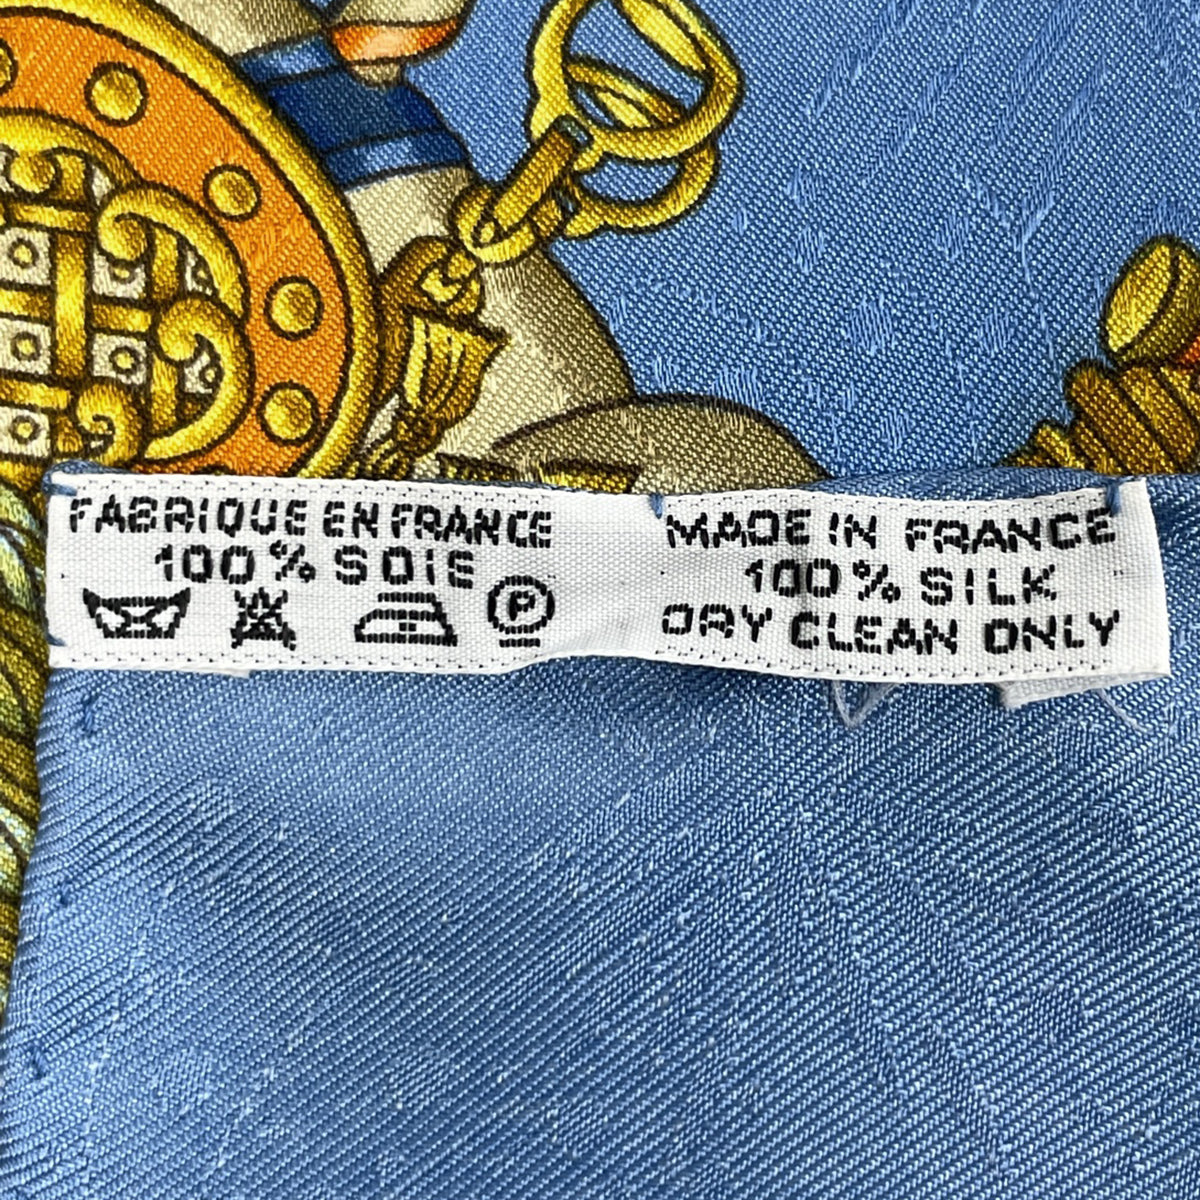 FABRIQUE EN FRANCE
100% SOIE
P
MADE IN FRANCE
100% SILK
DRY CLEAN ONLY